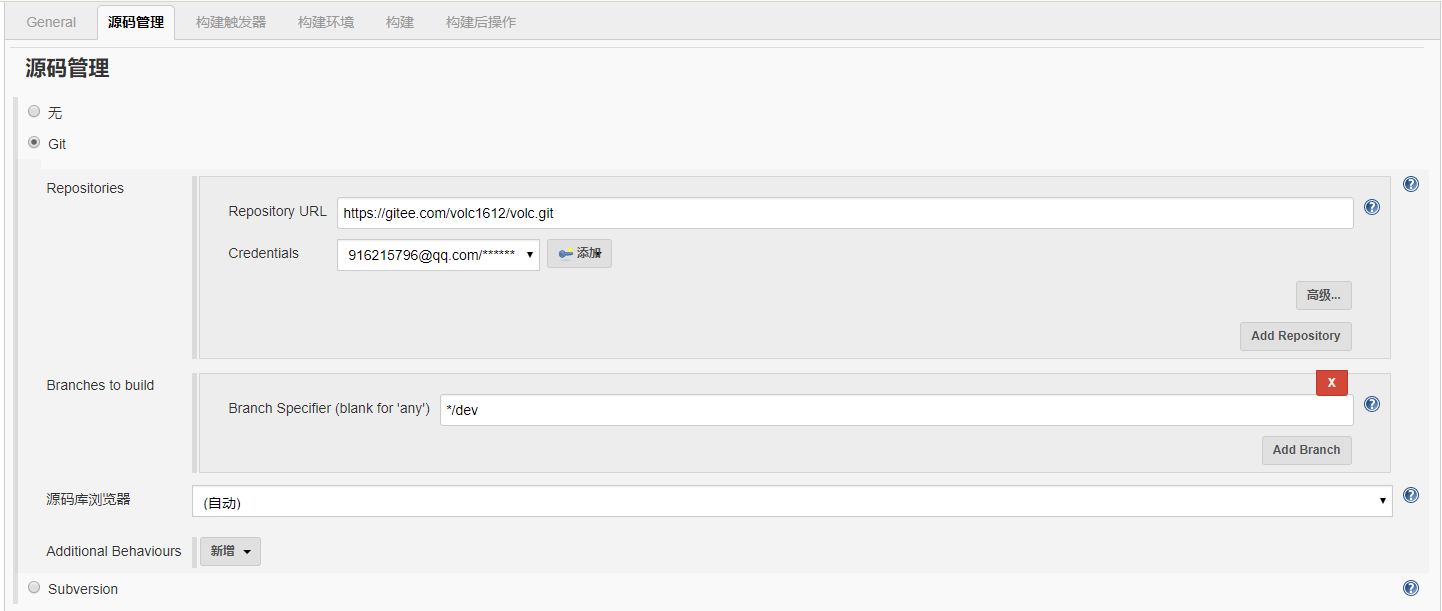 General 源码管理 构建触发器 构建环境 构建 构建后操作
源码管理
无
Git
Repositories
Repository URL https://gitee.com/volc1612/volc.git
Credentials 916215796@qq.com/****** 添加
高级...
Add Repository
Branches to build
X
Branch Specifier (blank for 'any') */dev
Add Branch
源码库浏览器 (自动)
Additional Behaviours 新增
Subversion